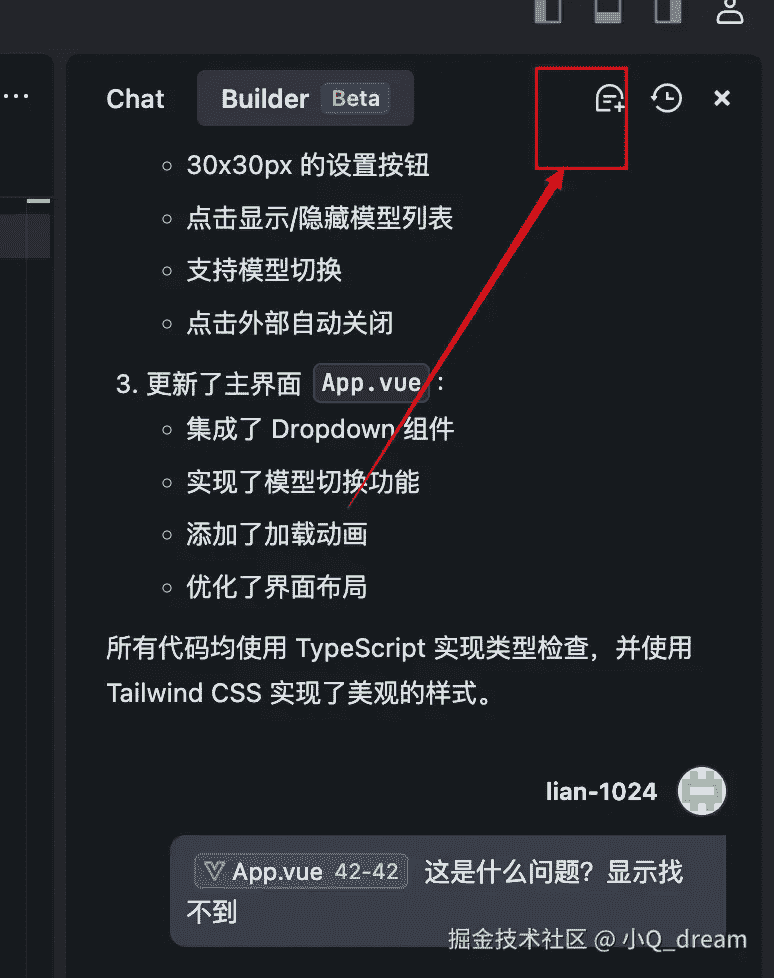 Chat Builder Beta
30x30px 的设置按钮
点击显示/隐藏模型列表
支持模型切换
点击外部自动关闭
3. 更新了主界面 App.vue :
集成了 Dropdown 组件
实现了模型切换功能
添加了加载动画
优化了界面布局
所有代码均使用 TypeScript 实现类型检查，并使用
Tailwind CSS 实现了美观的样式。
lian-1024
App.vue 42-42 这是什么问题？显示找
不到
掘金技术社区 @ 小Q_dream